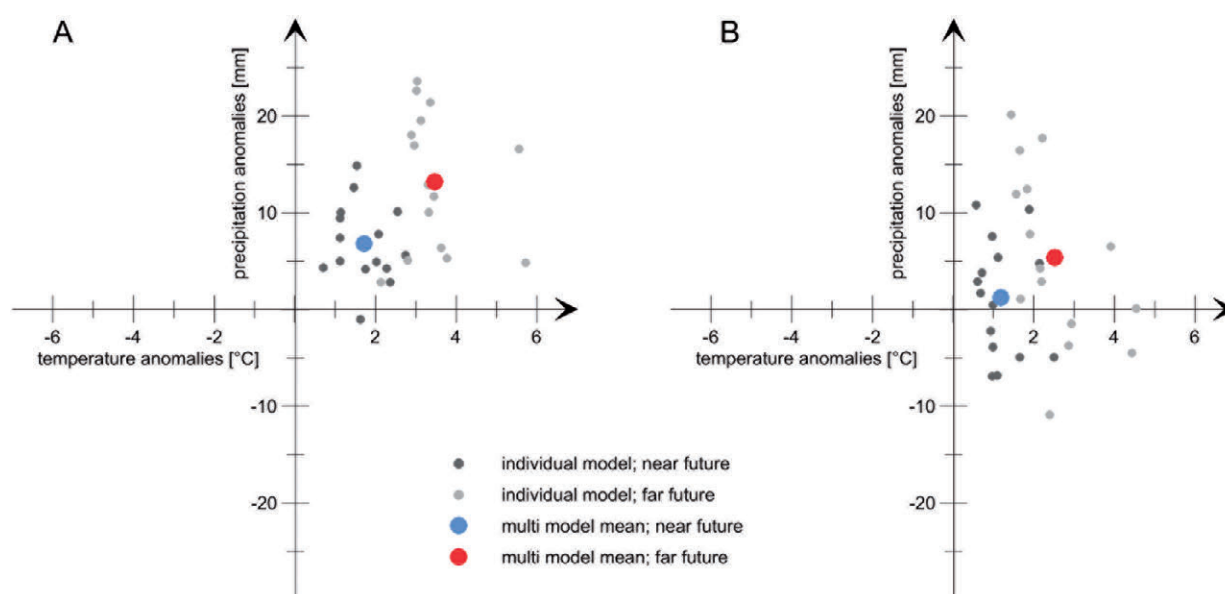 A
precipitation anomalies [mm]
20
10
-6 -4 -2 2 4 6
temperature anomalies [°C]
-10
-20
B
precipitation anomalies [mm]
20
10
-6 -4 -2 2 4 6
temperature anomalies [°C]
-10
-20
individual model; near future
individual model; far future
multi model mean; near future
multi model mean; far future